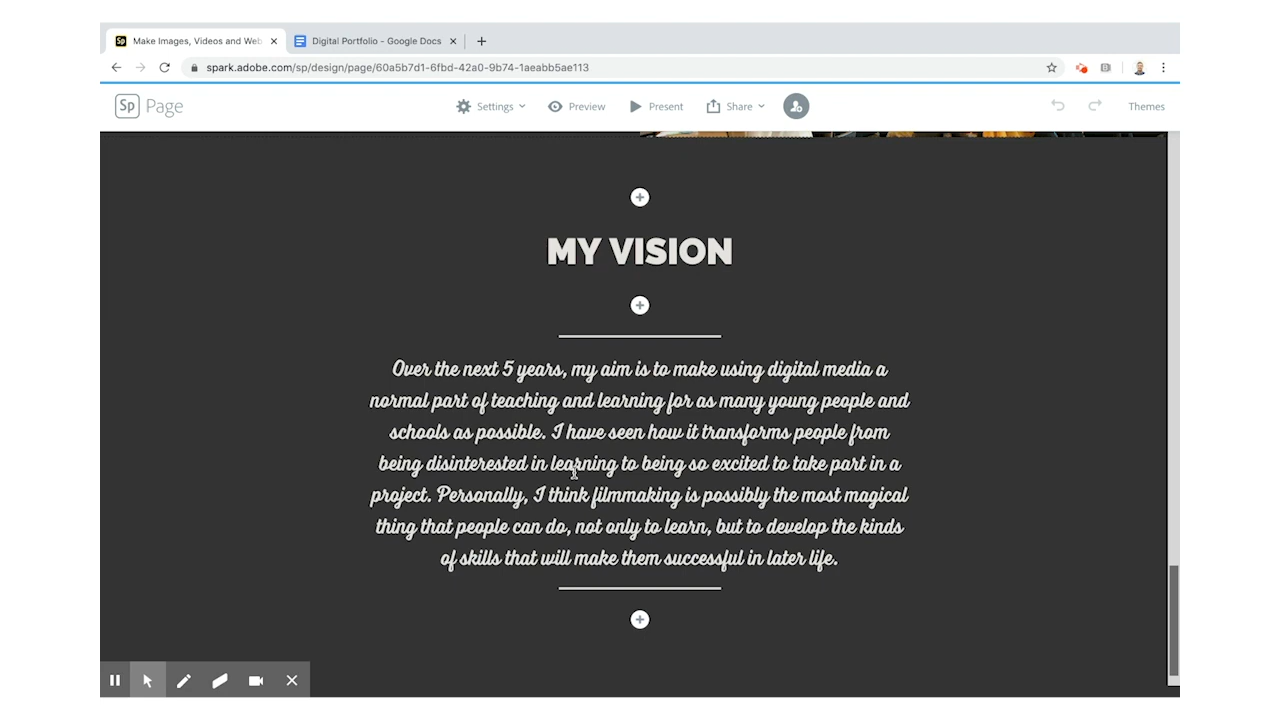 Sp Make Images, Videos and Web
Digital Portfolio - Google Docs
spark.adobe.com/sp/design/page/60a5b7d1-6fbd-42a0-9b74-1aeabb5ae113
Sp Page Settings Preview Present Share Themes
MY VISION
Over the next 5 years, my aim is to make using digital media a
normal part of teaching and learning for as many young people and
schools as possible. I have seen how it transforms people from
being disinterested in learning to being so excited to take part in a
project. Personally, I think filmmaking is possibly the most magical
thing that people can do, not only to learn, but to develop the kinds
of skills that will make them successful in later life.